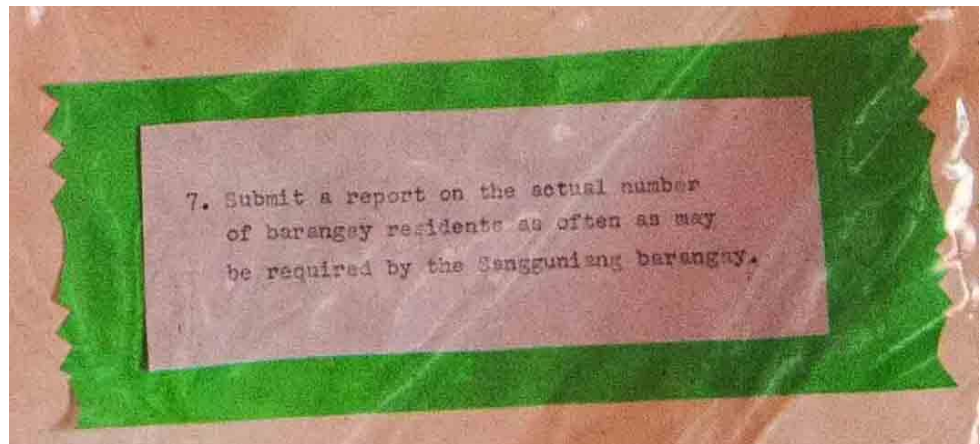 7. Submit a report on the actual number
of barangay residents as often as may
be required by the Sangguniang barangay.